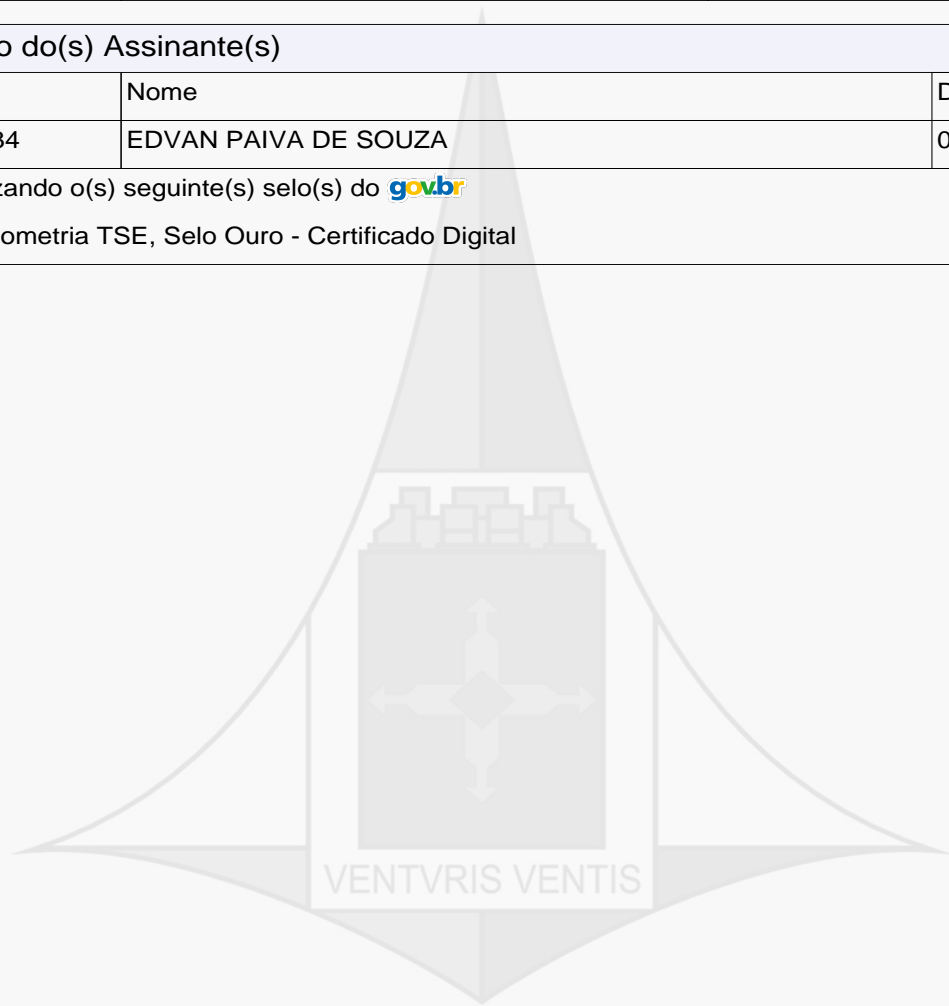 o do(s) Assinante(s)
Nome D
34 EDVAN PAIVA DE SOUZA 0
zando o(s) seguinte(s) selo(s) do gov.br
ometria TSE, Selo Ouro - Certificado Digital
VENTVRIS VENTIS